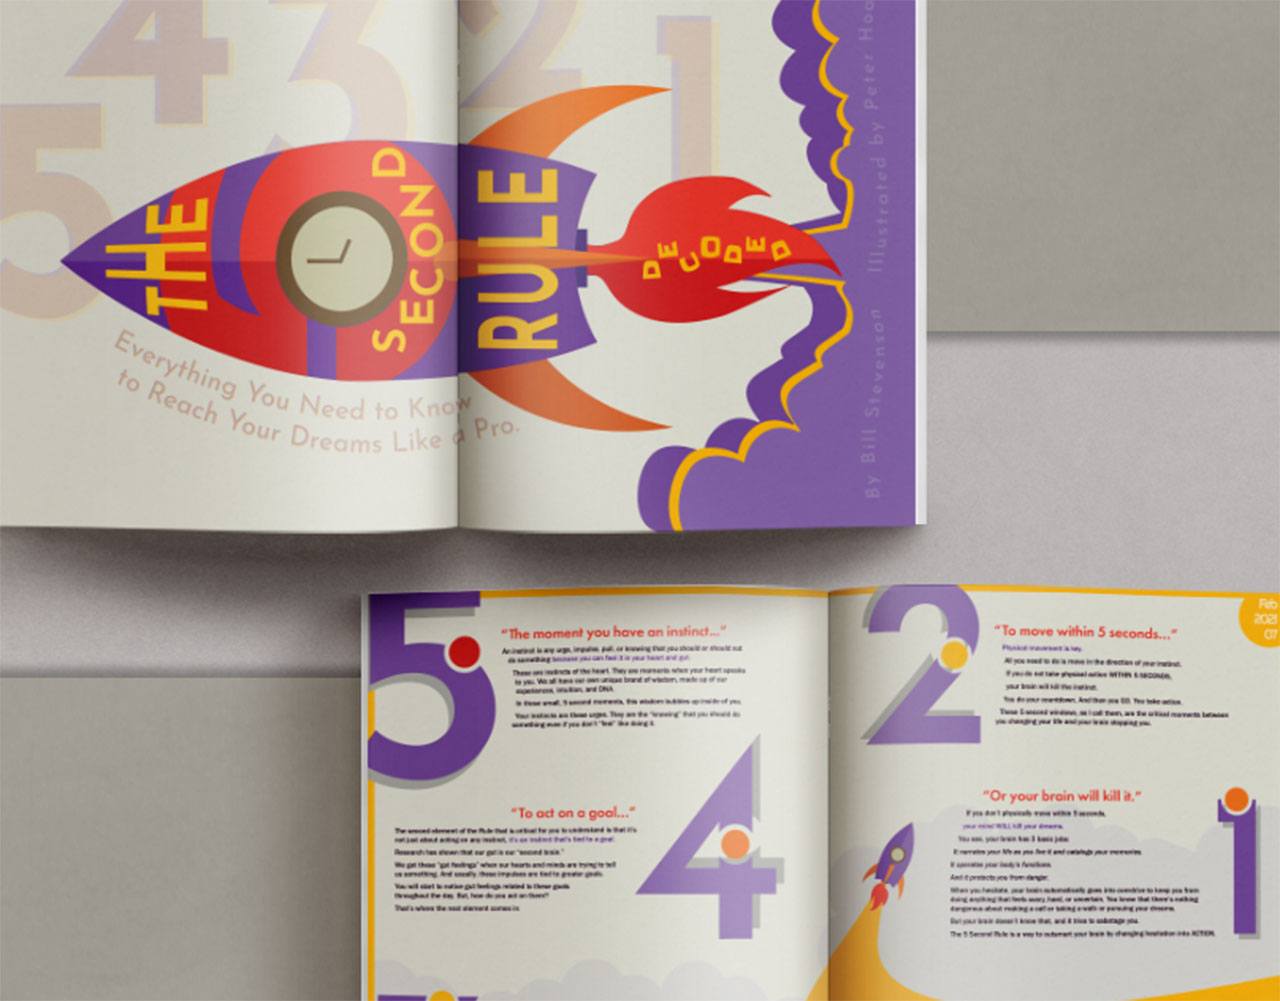 5 4 3 2 1
THE
SECOND
RULE
DECODED
Everything You Need to Know
to Reach Your Dreams Like a Pro.
By Bill Stevenson Illustrated by Peter
5
"The moment you have an instinct..."
An instinct is any urge, impulse, pull, or knowing that you should or should not
do something because you can feel it in your heart and gut.
These are instincts of the heart. They are moments when your heart speaks
to you. We all have our own unique brand of wisdom, made up of our
experiences, intuition, and DNA.
In those small, 5 second moments, this wisdom bubbles up inside of you.
Your instincts are these urges. They are the "knowing" that you should do
something even if you don't "feel" like doing it.
4
"To act on a goal..."
The second element of the Rule that is critical for you to understand is that it's
not just about acting on any instinct, it's an instinct that's tied to a goal.
Research has shown that our gut is our "second brain."
We get these "gut feelings" when our hearts and minds are trying to tell
us something. And usually, these impulses are tied to greater goals.
You will start to notice gut feelings related to these goals
throughout the day. But, how do you act on them?
That's where the next element comes in:
2
"To move within 5 seconds..."
Physical movement is key.
All you need to do is move in the direction of your instinct.
If you do not take physical action WITHIN 5 SECONDS,
your brain will kill the instinct.
You do your countdown. And then you GO. You take action.
These 5 second windows, as I call them, are the critical moments between
you changing your life and your brain stopping you.
Feb
2021
07
1
"Or your brain will kill it."
If you don't physically move within 5 seconds,
your mind WILL kill your dreams.
You see, your brain has 3 basic jobs:
It narrates your life as you live it and catalogs your memories.
It operates your body's functions.
And it protects you from danger.
When you hesitate, your brain automatically goes into overdrive to keep you from
doing anything that feels scary, hard, or uncertain. You know that there's nothing
dangerous about making a call or taking a walk or pursuing your dreams.
But your brain doesn't know that, and it tries to sabotage you.
The 5 Second Rule is a way to outsmart your brain by changing hesitation into ACTION.